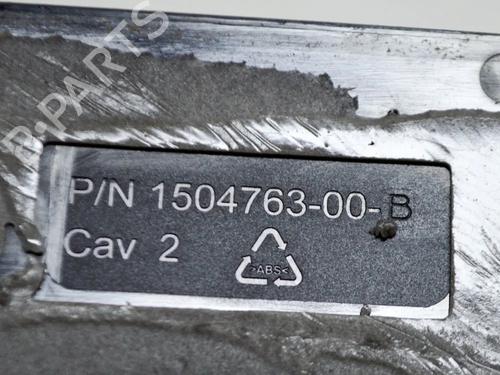 B-PARTS
P/N 1504763-00-B
Cav 2
>ABS<